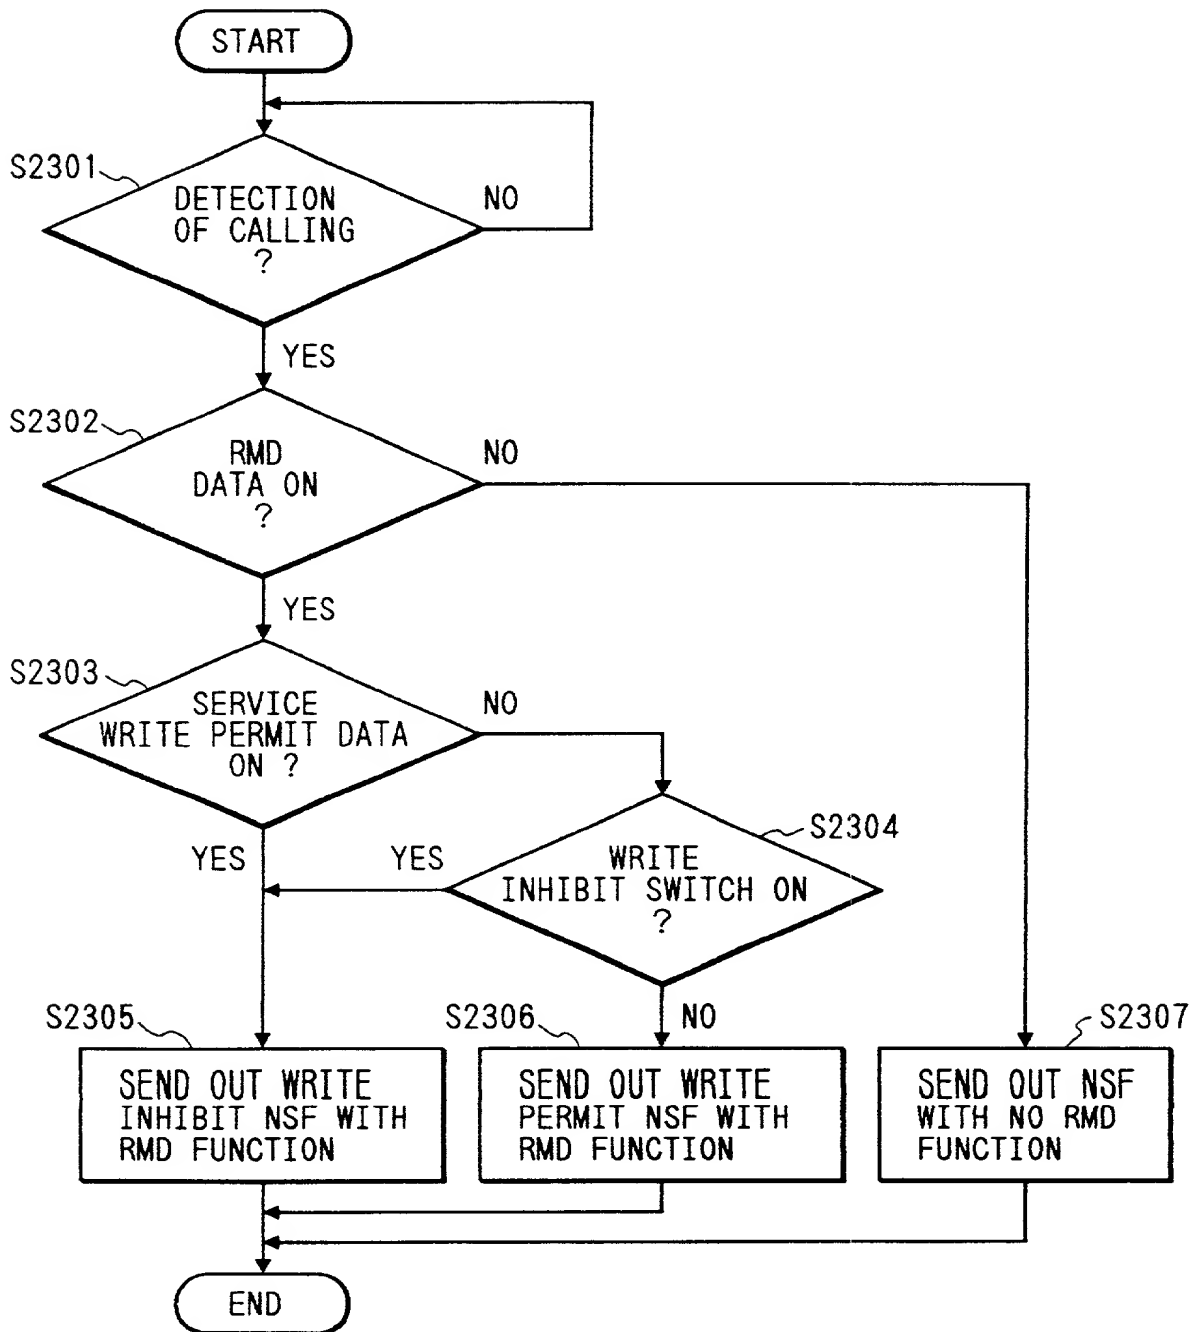 START
S2301
DETECTION
OF CALLING
?
NO
YES
S2302
RMD
DATA ON
?
NO
YES
S2303
SERVICE
WRITE PERMIT DATA
ON ?
NO
YES
S2304
WRITE
INHIBIT SWITCH ON
?
YES
NO
S2305
SEND OUT WRITE
INHIBIT NSF WITH
RMD FUNCTION
S2306
SEND OUT WRITE
PERMIT NSF WITH
RMD FUNCTION
S2307
SEND OUT NSF
WITH NO RMD
FUNCTION
END